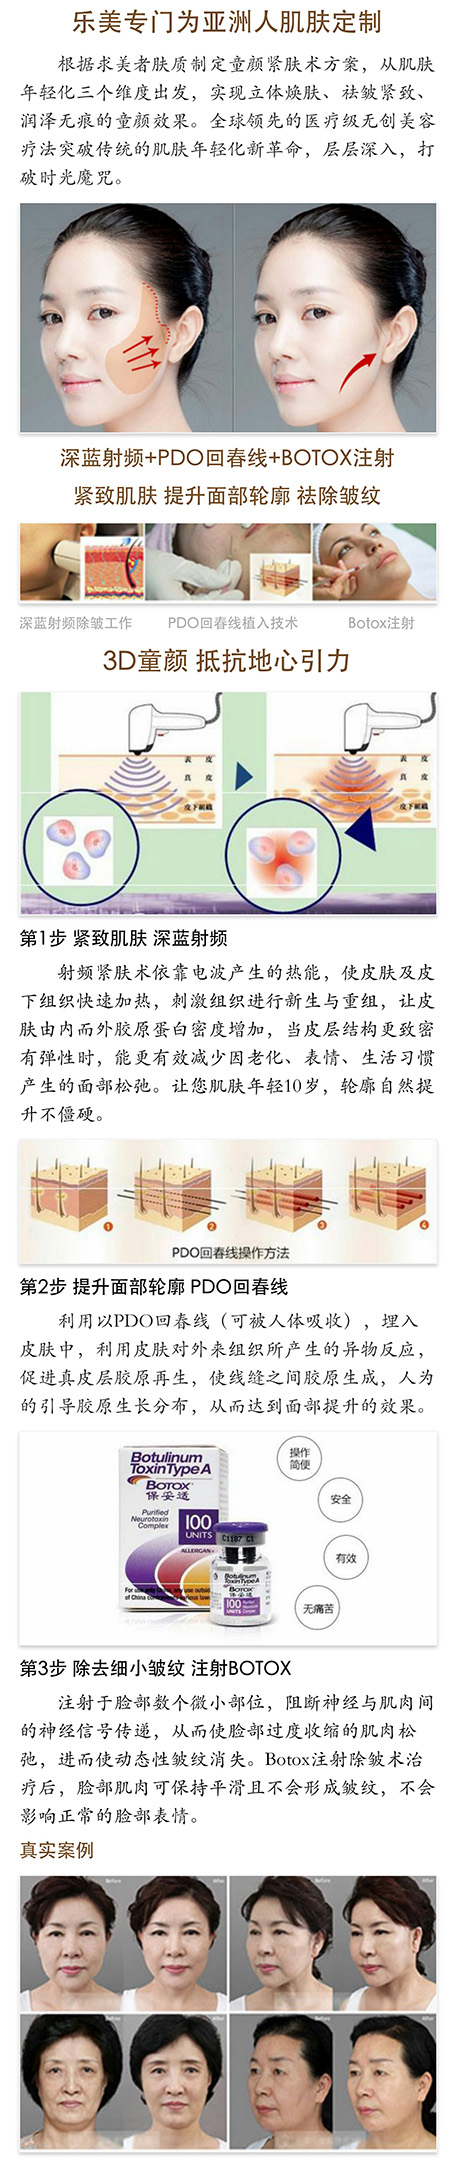 乐美专门为亚洲人肌肤定制
根据求美者肤质制定童颜紧肤术方案，从肌肤
年轻化三个维度出发，实现立体焕肤、祛皱紧致、
润泽无痕的童颜效果。全球领先的医疗级无创美容
疗法突破传统的肌肤年轻化新革命，层层深入，打
破时光魔咒。
深蓝射频+PDO回春线+BOTOX注射
紧致肌肤 提升面部轮廓 祛除皱纹
深蓝射频除皱工作 PDO回春线植入技术 Botox注射
3D童颜 抵抗地心引力
表皮 表皮
真皮 真皮
皮下組織 皮下組織
第1步 紧致肌肤 深蓝射频
射频紧肤术依靠电波产生的热能，使皮肤及皮
下组织快速加热，刺激组织进行新生与重组，让皮
肤由内而外胶原蛋白密度增加，当皮层结构更致密
有弹性时，能更有效减少因老化、表情、生活习惯
产生的面部松弛。让您肌肤年轻10岁，轮廓自然提
升不僵硬。
1 2 3 4
PDO回春线操作方法
第2步 提升面部轮廓 PDO回春线
利用以PDO回春线（可被人体吸收）,埋入
皮肤中，利用皮肤对外来组织所产生的异物反应，
促进真皮层胶原再生，使线缝之间胶原生成，人为
的引导胶原生长分布，从而达到面部提升的效果。
Botulinum
Toxin Type A
BOTOX
保妥适
Purified
Neurotoxin
Complex
100
UNITS
ALLERGAN
For use only China, any use outside
of China contravenes various laws
C1187 C1
Botulinum
Toxin Type A
BOTOX
100
UNITS
操作
简便
安全
有效
无痛苦
第3步 除去细小皱纹 注射BOTOX
注射于脸部数个微小部位，阻断神经与肌肉间
的神经信号传递，从而使脸部过度收缩的肌肉松
弛，进而使动态性皱纹消失。Botox注射除皱术治
疗后，脸部肌肉可保持平滑且不会形成皱纹，不会
影响正常的脸部表情。
真实案例
Before After Before After
Before After Before After